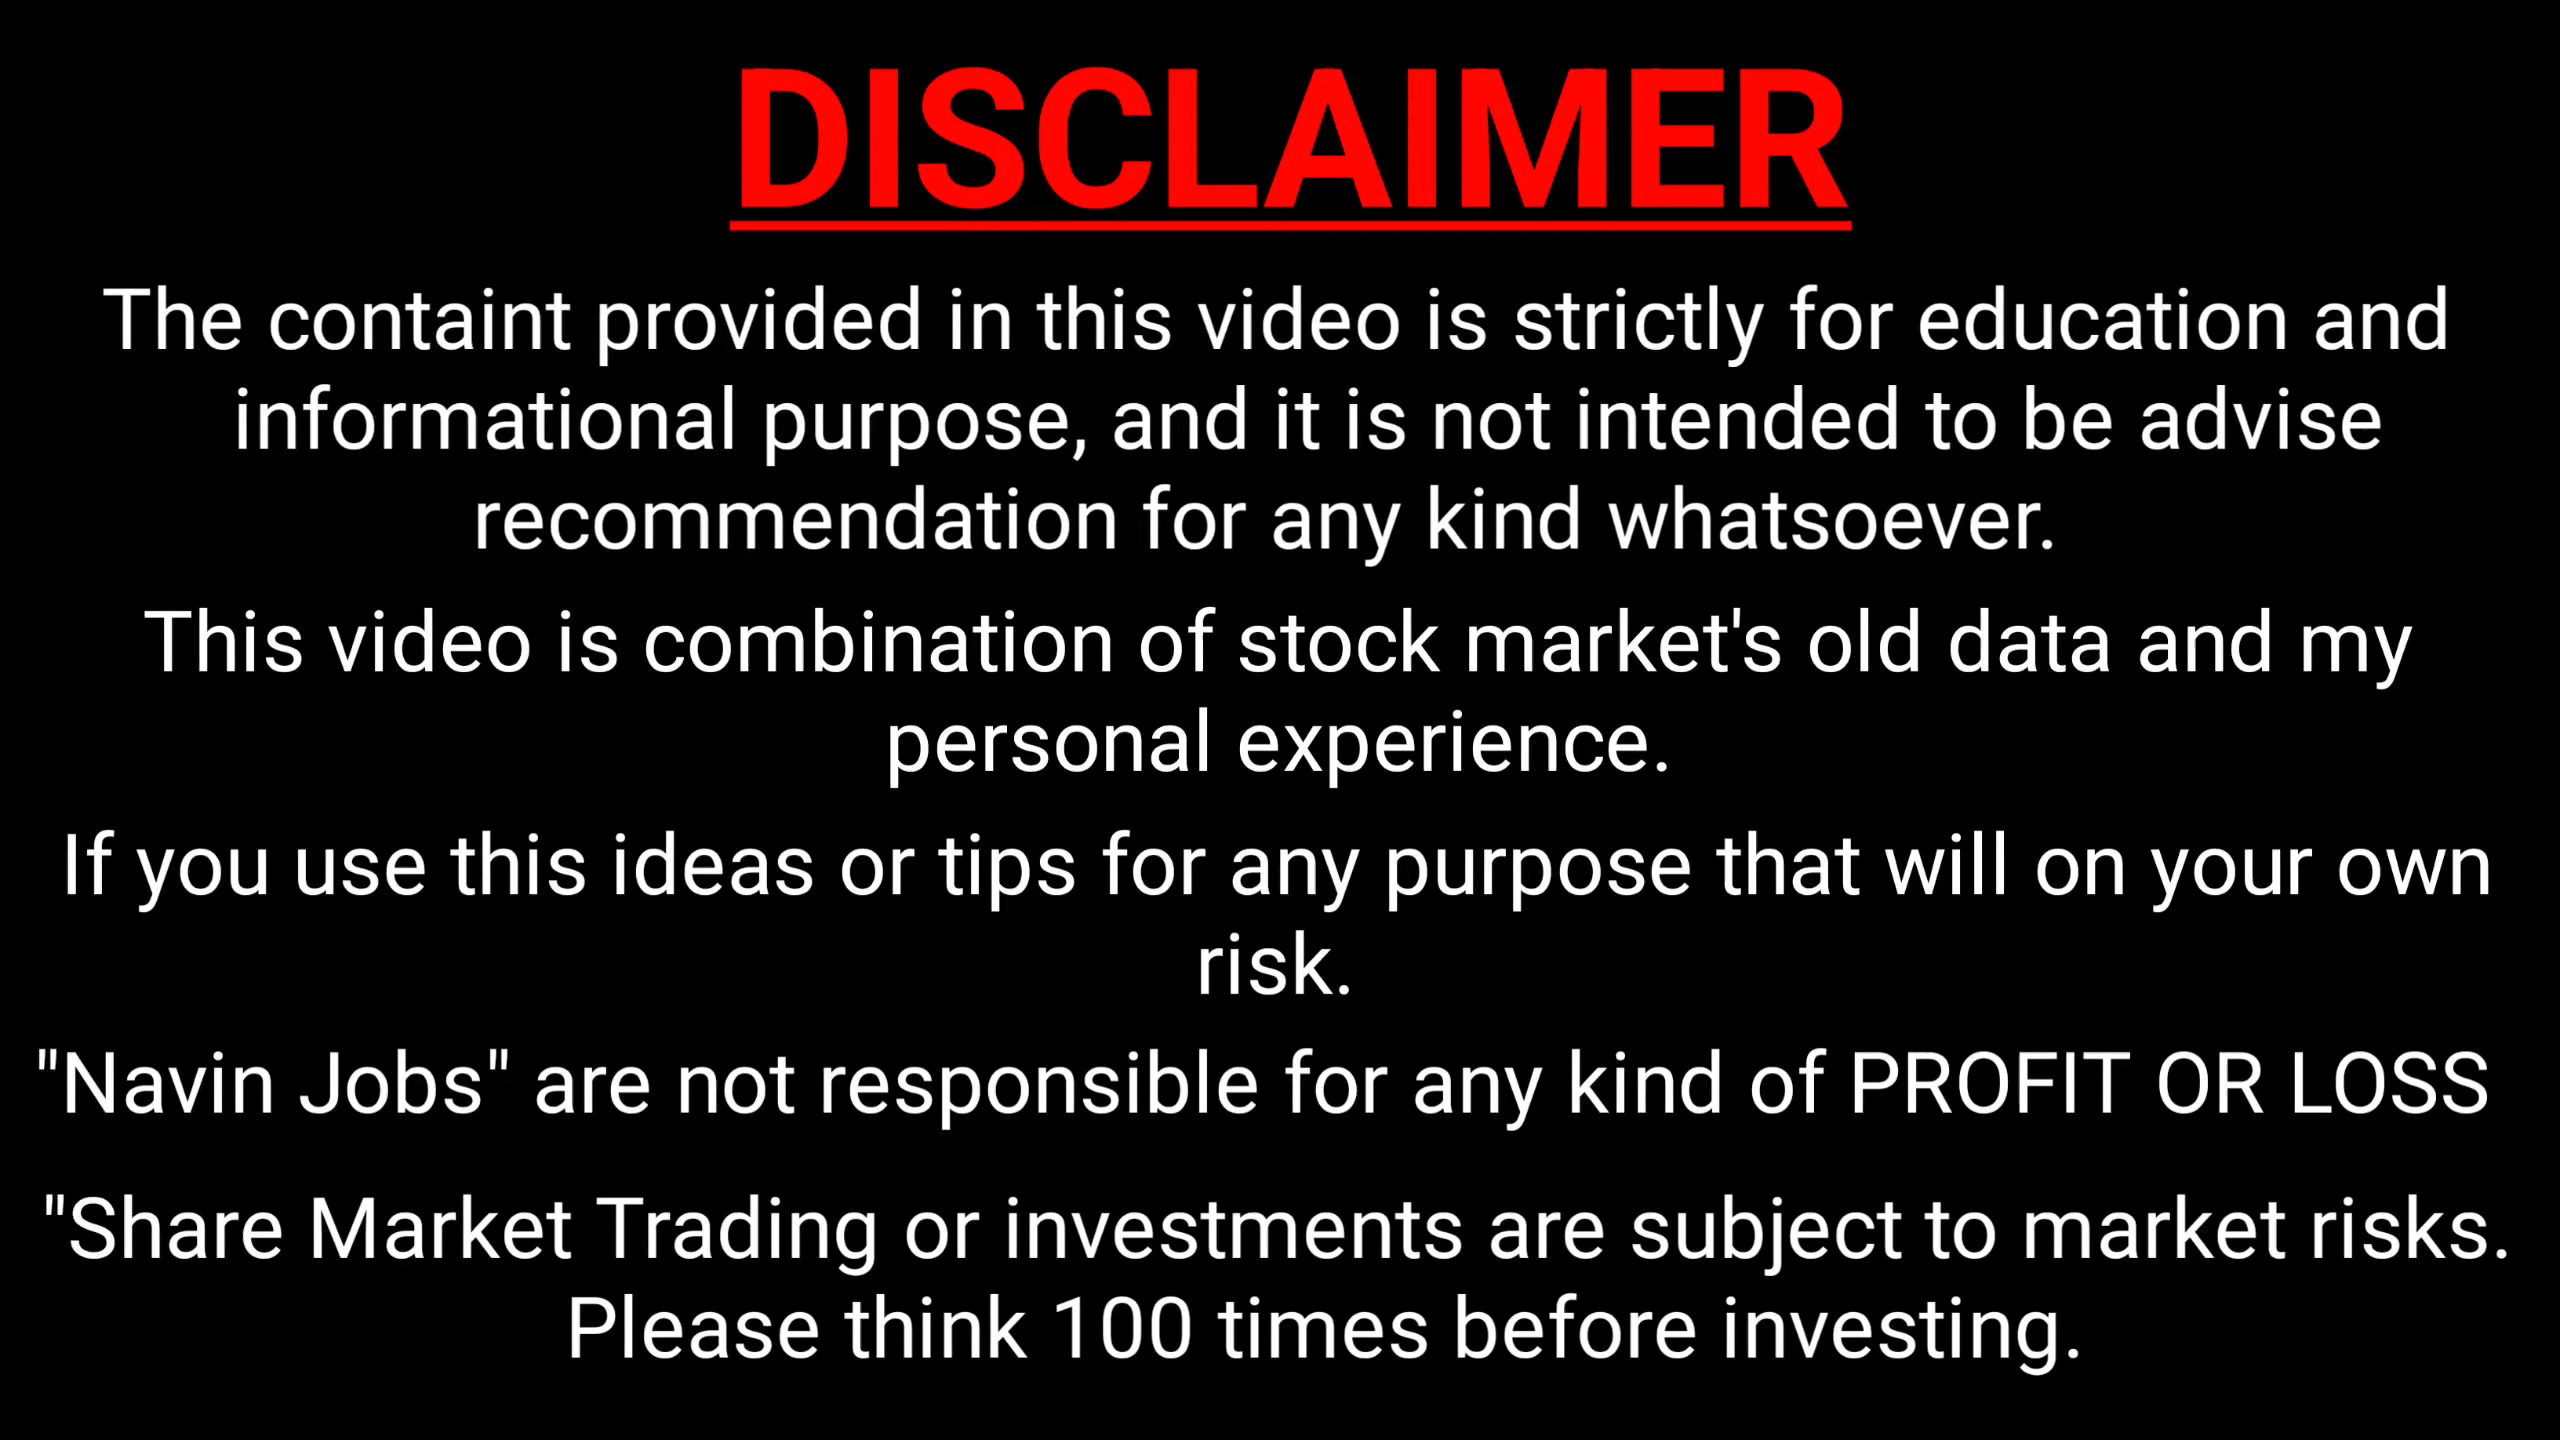 DISCLAIMER
The containt provided in this video is strictly for education and
informational purpose, and it is not intended to be advise
recommendation for any kind whatsoever.
This video is combination of stock market's old data and my
personal experience.
If you use this ideas or tips for any purpose that will on your own
risk.
"Navin Jobs" are not responsible for any kind of PROFIT OR LOSS
"Share Market Trading or investments are subject to market risks.
Please think 100 times before investing.